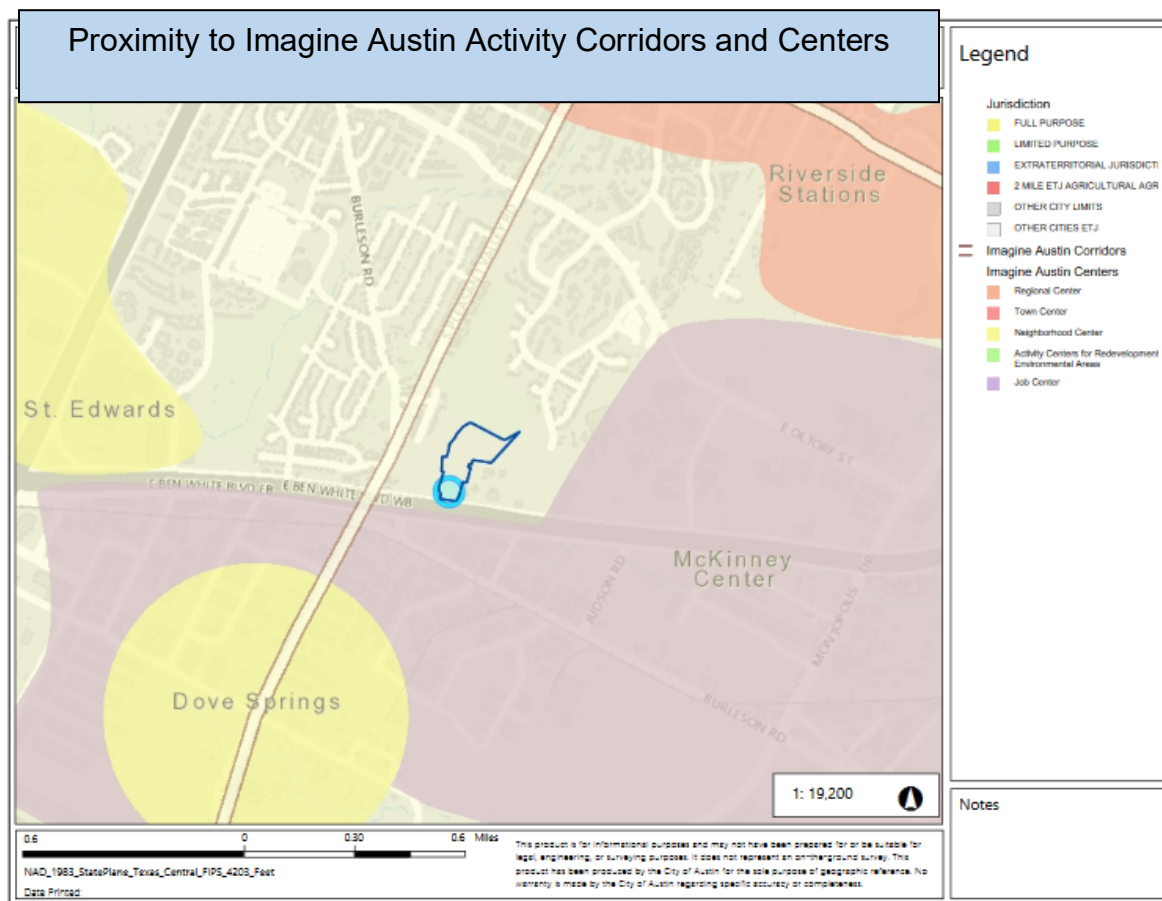 Proximity to Imagine Austin Activity Corridors and Centers
Legend
Jurisdiction
FULL PURPOSE
LIMITED PURPOSE
EXTRATERRITORIAL JURISDICTI
2 MILE ETJ AGRICULTURAL AGR
OTHER CITY LIMITS
OTHER CITIES ETJ
Imagine Austin Corridors
Imagine Austin Centers
Regional Center
Town Center
Neighborhood Center
Activity Centers for Redevelopment
Environmental Areas
Job Center
Riverside
Stations
BURLESON RD
St. Edwards
E OLTORF ST
E BEN WHITE BLVD EB
E BEN WHITE BLVD WB
McKinney
Center
JUDSON RD
MONTOPOLIS DR
Dove Springs
BURLESON RD
1: 19,200
Notes
0.6 0 0.30 0.6 Miles
NAD_1983_StatePlane_Texas_Central_FIPS_4203_Feet
Date Printed:
This product is for informational purposes and may not have been prepared for or be suitable for
legal, engineering, or surveying purposes. It does not represent an on-the-ground survey. This
product has been produced by the City of Austin for the sole purpose of geographic reference. No
warranty is made by the City of Austin regarding specific accuracy or completeness.